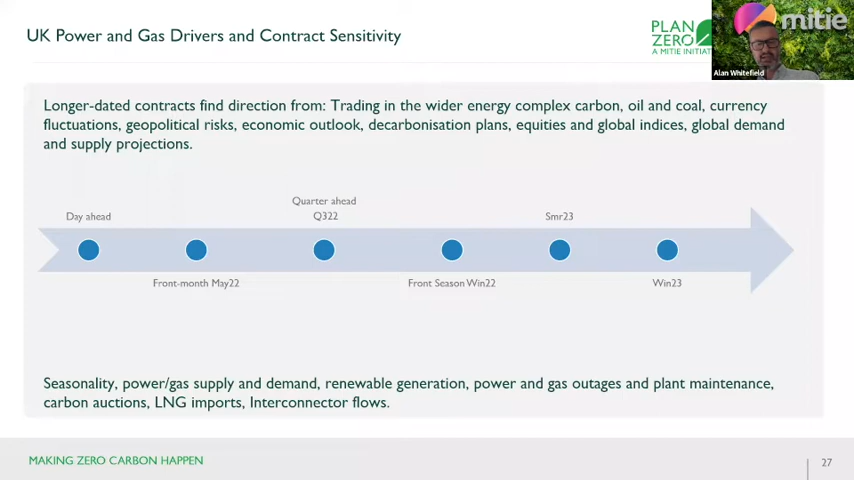 UK Power and Gas Drivers and Contract Sensitivity
PLAN
ZERO
A MITIE INITIATI
mitie
Alan Whitefield
Longer-dated contracts find direction from: Trading in the wider energy complex carbon, oil and coal, currency
fluctuations, geopolitical risks, economic outlook, decarbonisation plans, equities and global indices, global demand
and supply projections.
Quarter ahead
Day ahead
Q322
Smr23
Front-month May22
Front Season Win22
Win23
Seasonality, power/gas supply and demand, renewable generation, power and gas outages and plant maintenance,
carbon auctions, LNG imports, Interconnector flows.
MAKING ZERO CARBON HAPPEN
27